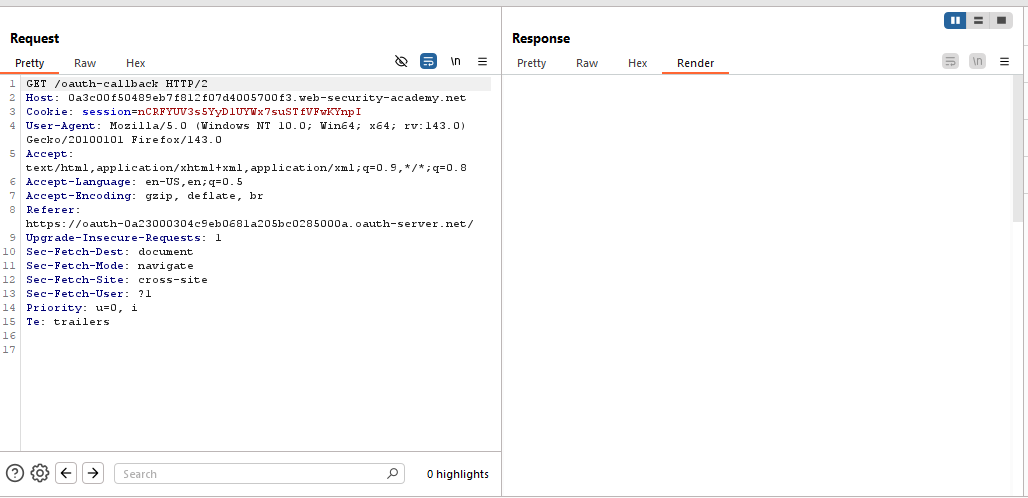 Request
Pretty Raw Hex
\n
1 GET /oauth-callback HTTP/2
2 Host: 0a3c00f50489eb7f812f07d4005700f3.web-security-academy.net
3 Cookie: session=nCRFYUV3s5YyDlUYWx7suSTfVFwKYnpI
4 User-Agent: Mozilla/5.0 (Windows NT 10.0; Win64; x64; rv:143.0)
Gecko/20100101 Firefox/143.0
5 Accept:
text/html,application/xhtml+xml,application/xml;q=0.9,*/*;q=0.8
6 Accept-Language: en-US,en;q=0.5
7 Accept-Encoding: gzip, deflate, br
8 Referer:
https://oauth-0a23000304c9eb0681a205bc0285000a.oauth-server.net/
9 Upgrade-Insecure-Requests: 1
10 Sec-Fetch-Dest: document
11 Sec-Fetch-Mode: navigate
12 Sec-Fetch-Site: cross-site
13 Sec-Fetch-User: ?1
14 Priority: u=0, i
15 Te: trailers
16
17
Search
0 highlights
Response
Pretty Raw Hex Render
\n